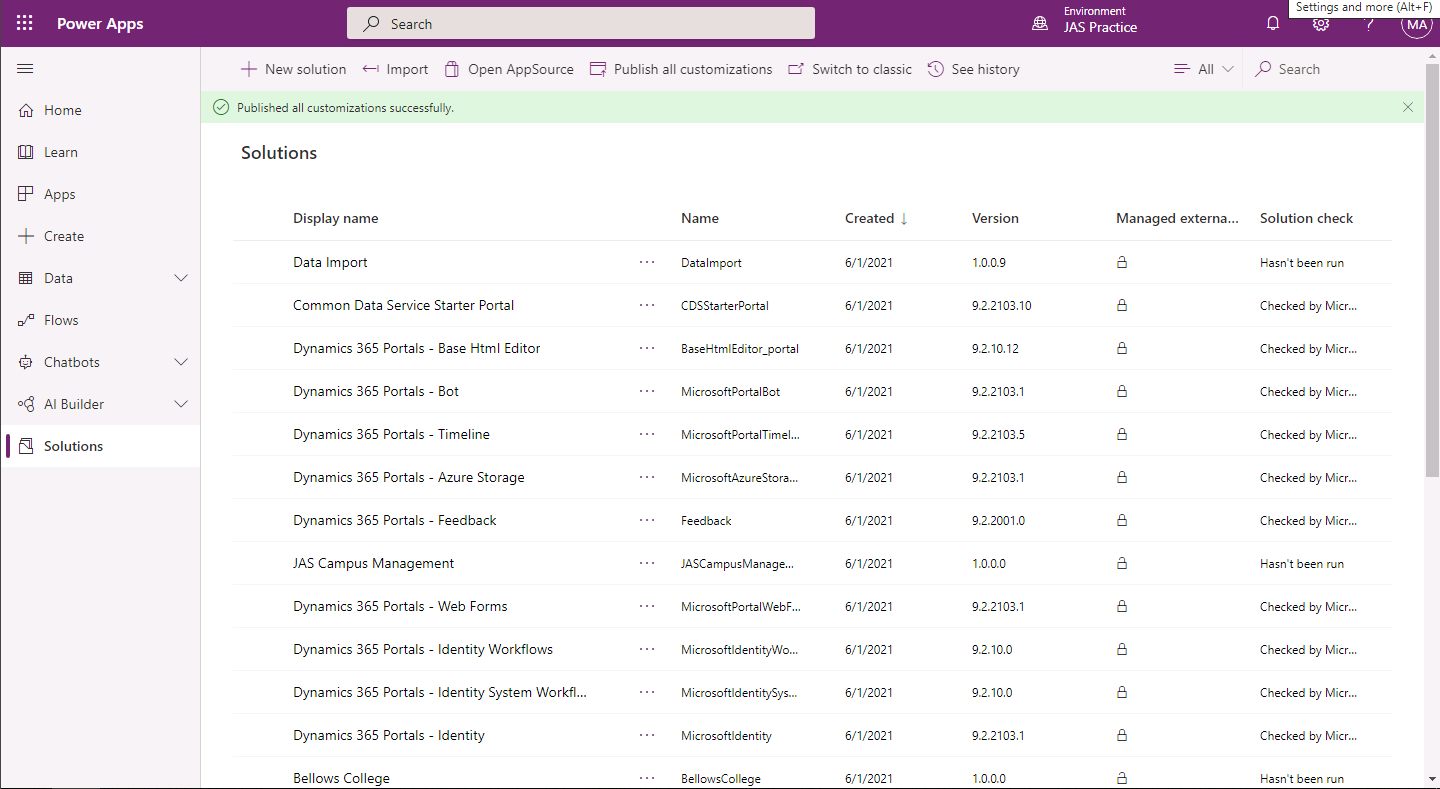 Power Apps
Search
Environment
JAS Practice
Settings and more (Alt+F)
MA
New solution
Import
Open AppSource
Publish all customizations
Switch to classic
See history
All
Search
Home
Learn
Apps
Create
Data
Flows
Chatbots
AI Builder
Solutions
Published all customizations successfully.
Solutions
Display name Name Created Version Managed externa... Solution check
Data Import DataImport 6/1/2021 1.0.0.9 Hasn't been run
Common Data Service Starter Portal CDSStarterPortal 6/1/2021 9.2.2103.10 Checked by Micr...
Dynamics 365 Portals - Base Html Editor BaseHtmlEditor_portal 6/1/2021 9.2.10.12 Checked by Micr...
Dynamics 365 Portals - Bot MicrosoftPortalBot 6/1/2021 9.2.2103.1 Checked by Micr...
Dynamics 365 Portals - Timeline MicrosoftPortalTimel... 6/1/2021 9.2.2103.5 Checked by Micr...
Dynamics 365 Portals - Azure Storage MicrosoftAzureStora... 6/1/2021 9.2.2103.1 Checked by Micr...
Dynamics 365 Portals - Feedback Feedback 6/1/2021 9.2.2001.0 Checked by Micr...
JAS Campus Management JASCampusManage... 6/1/2021 1.0.0.0 Hasn't been run
Dynamics 365 Portals - Web Forms MicrosoftPortalWebF... 6/1/2021 9.2.2103.1 Checked by Micr...
Dynamics 365 Portals - Identity Workflows MicrosoftIdentityWo... 6/1/2021 9.2.10.0 Checked by Micr...
Dynamics 365 Portals - Identity System Workfl... MicrosoftIdentitySys... 6/1/2021 9.2.10.0 Checked by Micr...
Dynamics 365 Portals - Identity MicrosoftIdentity 6/1/2021 9.2.2103.1 Checked by Micr...
Bellows College BellowsCollege 6/1/2021 1.0.0.0 Hasn't been run